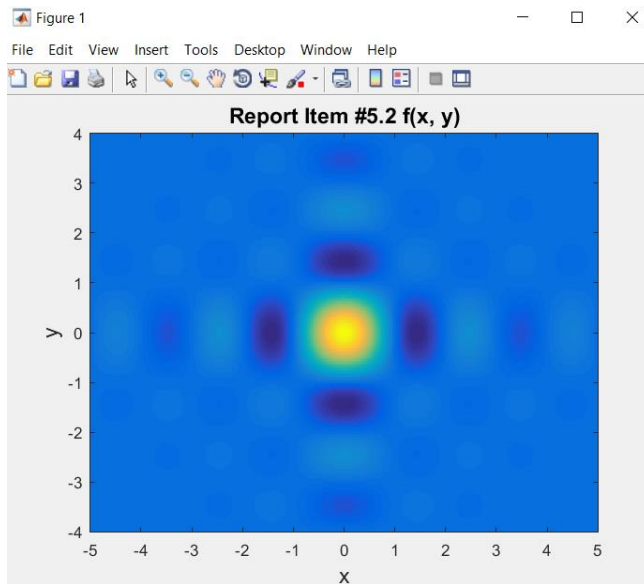 Figure 1
File Edit View Insert Tools Desktop Window Help
Report Item #5.2 f(x, y)
4
3
2
1
0
-1
-2
-3
-4
y
-5 -4 -3 -2 -1 0 1 2 3 4 5
x